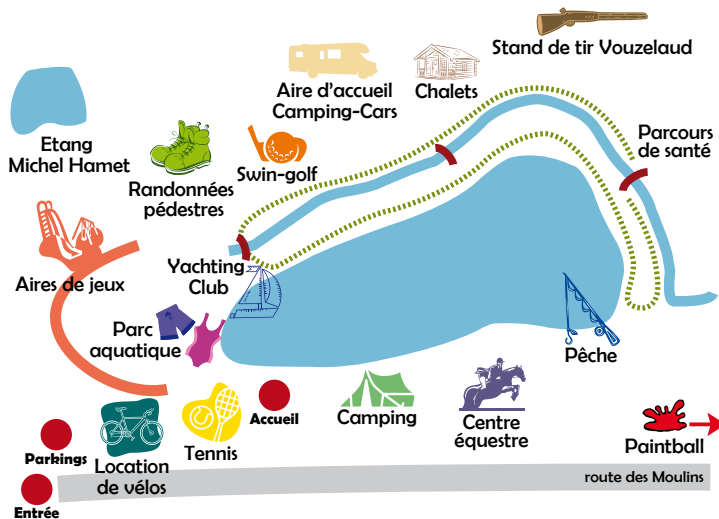 Stand de tir Vouzelaud
Aire d'accueil
Camping-Cars
Chalets
Etang
Michel Hamet
Randonnées
pédestres
Swin-golf
Parcours
de santé
Aires de jeux
Yachting
Club
Parc
aquatique
Pêche
Accueil
Camping
Centre
équestre
Tennis
Paintball
Parkings
Location
de vélos
route des Moulins
Entrée